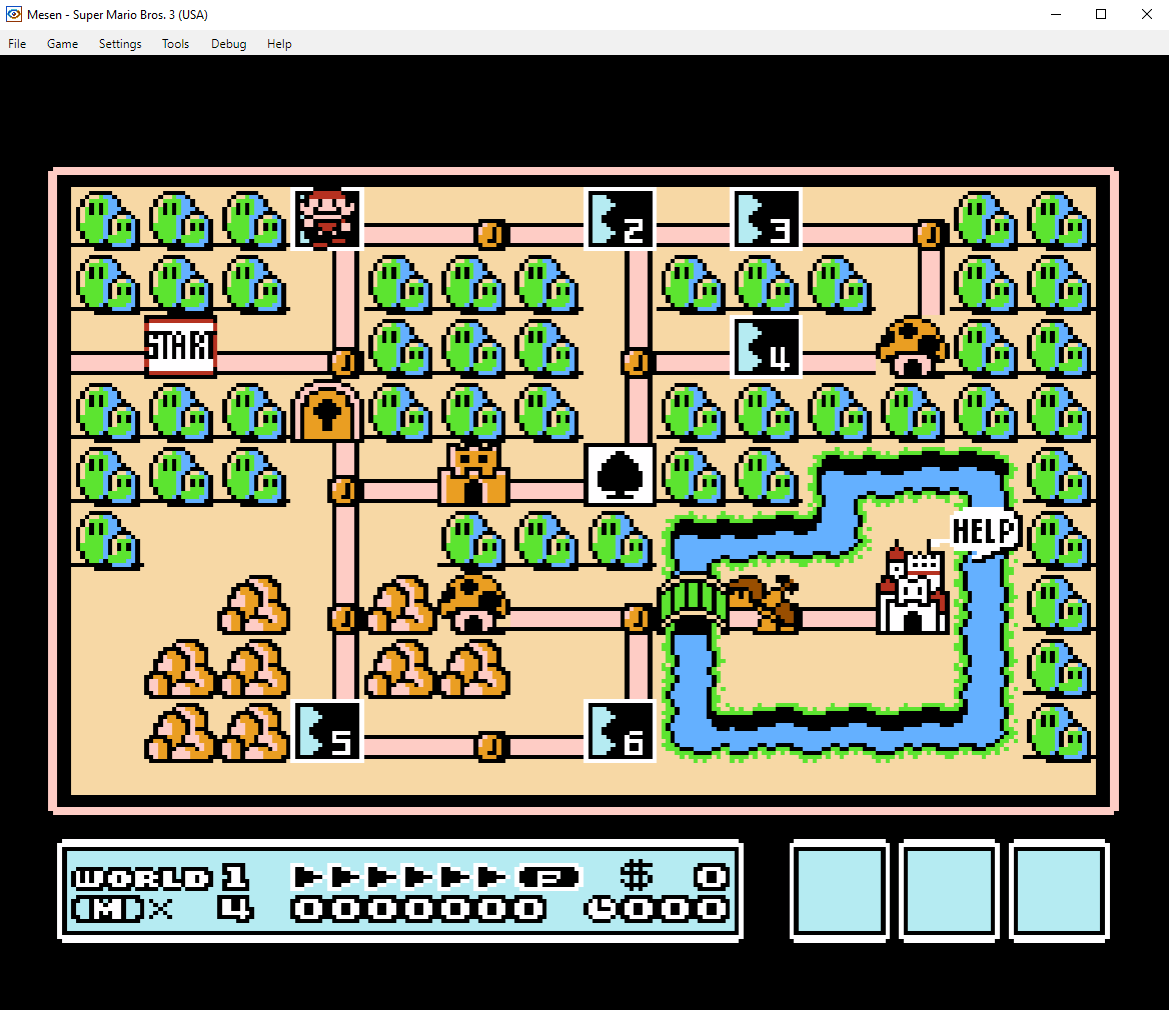 Mesen - Super Mario Bros. 3 (USA)
File Game Settings Tools Debug Help
2 3
START
4
HELP
5 6
WORLD 1 P $ 0
M × 4 0000000 000